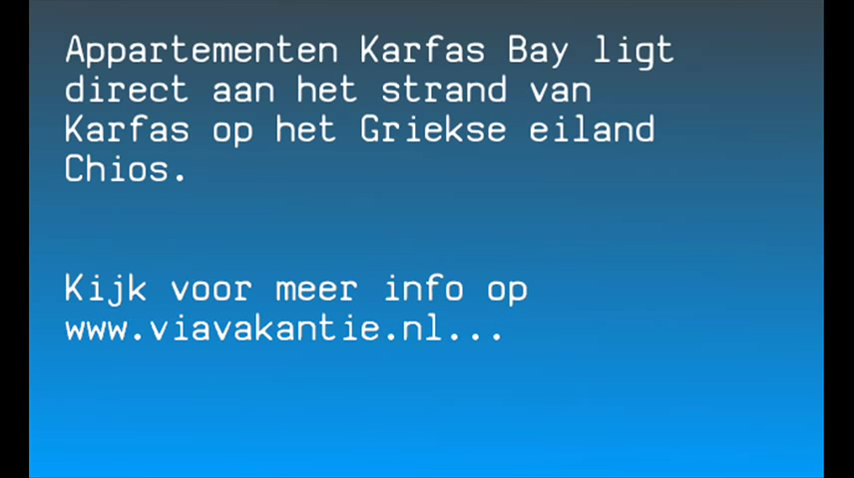 Appartementen Karfas Bay ligt
direct aan het strand van
Karfas op het Griekse eiland
Chios.
Kijk voor meer info op
www.viavakantie.nl...